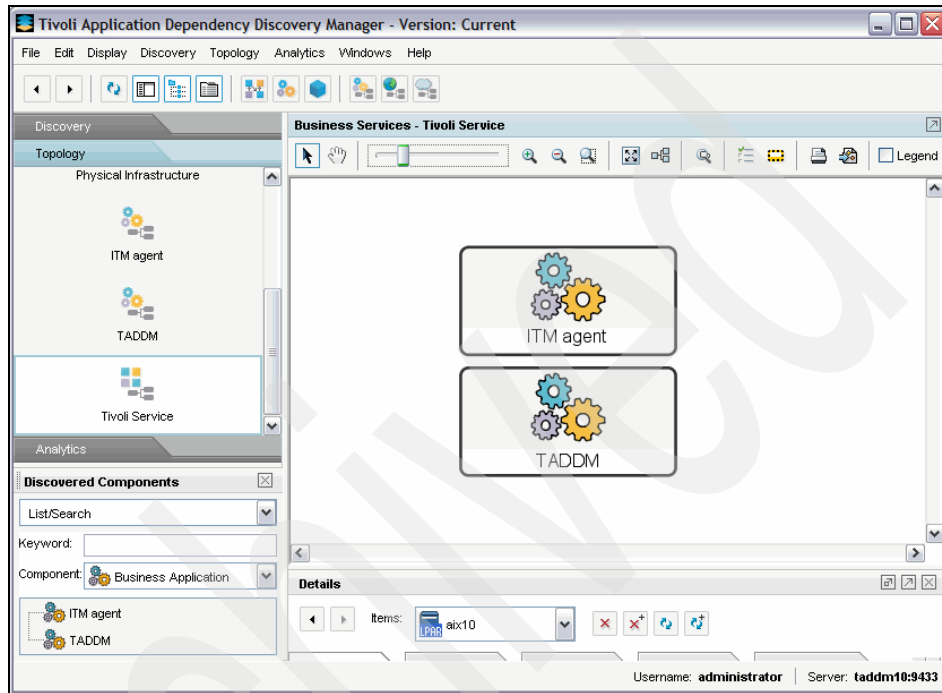 Tivoli Application Dependency Discovery Manager - Version: Current
File Edit Display Discovery Topology Analytics Windows Help
Discovery
Topology
Physical Infrastructure
ITM agent
TADDM
Tivoli Service
Analytics
Discovered Components
List/Search
Keyword:
Component: Business Application
ITM agent
TADDM
Business Services - Tivoli Service
Legend
ITM agent
TADDM
Details
Items: LPAR aix10
Username: administrator Server: taddm10:9433